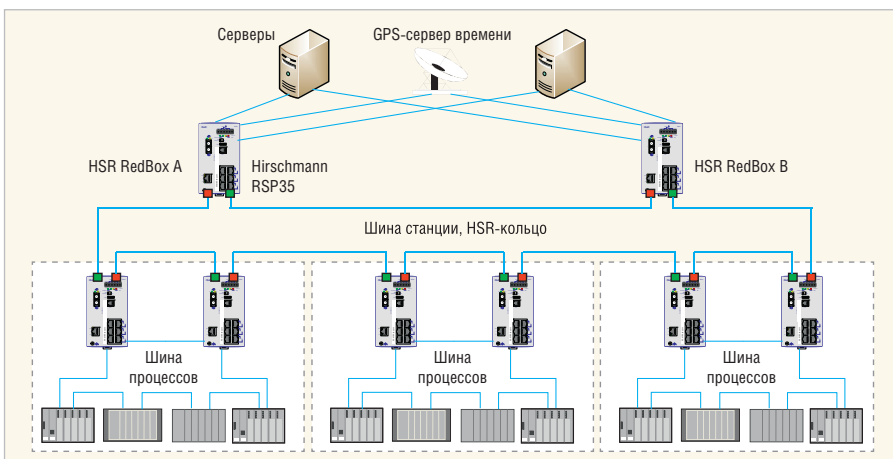 Серверы
GPS-сервер времени
HSR RedBox A
Hirschmann
RSP35
HSR RedBox B
Шина станции, HSR-кольцо
Шина
процессов
Шина
процессов
Шина
процессов